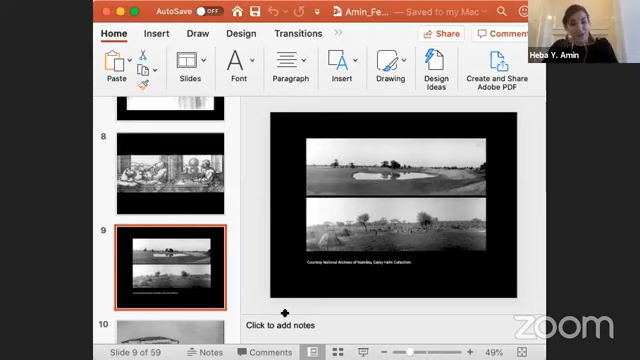 AutoSave OFF Amin_Fe... — Saved to my Mac
Home Insert Draw Design Transitions Share Comments
Paste Slides Font Paragraph Insert Drawing Design Ideas Create and Share Adobe PDF
Heba Y. Amin
8
9
10
Courtesy National Archives of Namibia, Cocky Hahn Collection.
Click to add notes
Slide 9 of 59 Notes Comments 49%
zoom